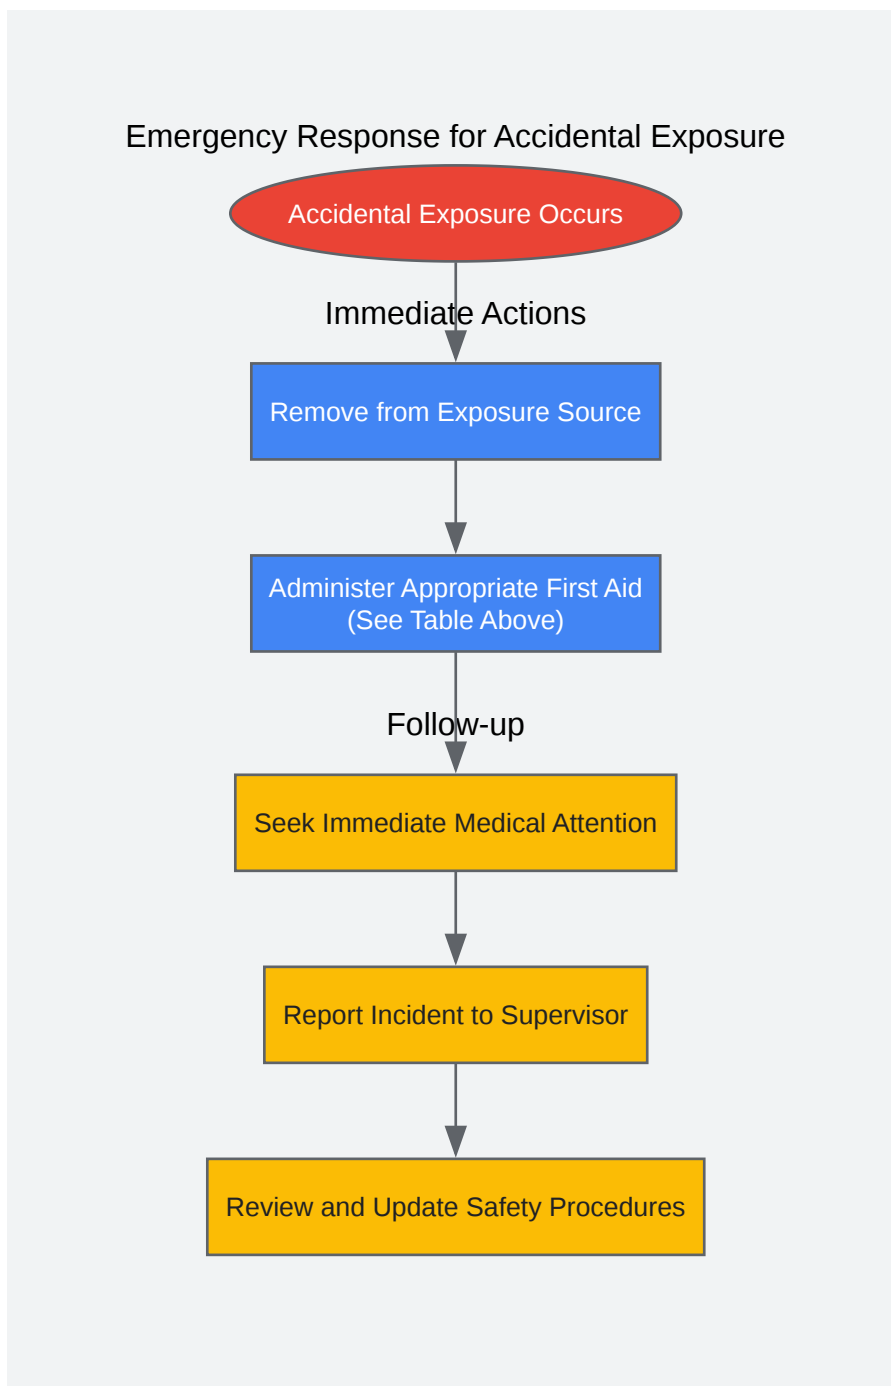 Emergency Response for Accidental Exposure
Accidental Exposure Occurs
Immediate Actions
Remove from Exposure Source
Administer Appropriate First Aid
(See Table Above)
Follow-up
Seek Immediate Medical Attention
Report Incident to Supervisor
Review and Update Safety Procedures